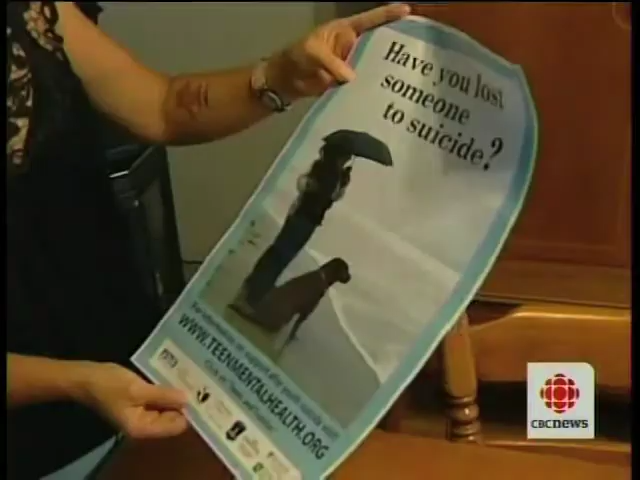 Have you lost
someone
to suicide?
WWW.TEENMENTALHEALTH.ORG
CBCnews